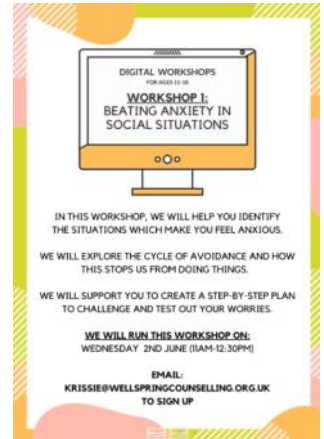 DIGITAL WORKSHOPS
FOR AGES 11-18
WORKSHOP 1:
BEATING ANXIETY IN
SOCIAL SITUATIONS
IN THIS WORKSHOP, WE WILL HELP YOU IDENTIFY
THE SITUATIONS WHICH MAKE YOU FEEL ANXIOUS.
WE WILL EXPLORE THE CYCLE OF AVOIDANCE AND HOW
THIS STOPS US FROM DOING THINGS.
WE WILL SUPPORT YOU TO CREATE A STEP-BY-STEP PLAN
TO CHALLENGE AND TEST OUT YOUR WORRIES.
WE WILL RUN THIS WORKSHOP ON:
WEDNESDAY 2ND JUNE (11AM-12:30PM)
EMAIL:
KRISSIE@WELLSPRINGCOUNSELLING.ORG.UK
TO SIGN UP